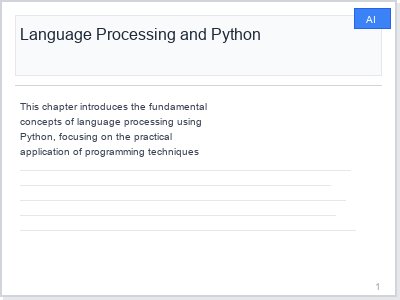 AI
Language Processing and Python
This chapter introduces the fundamental
concepts of language processing using
Python, focusing on the practical
application of programming techniques
1